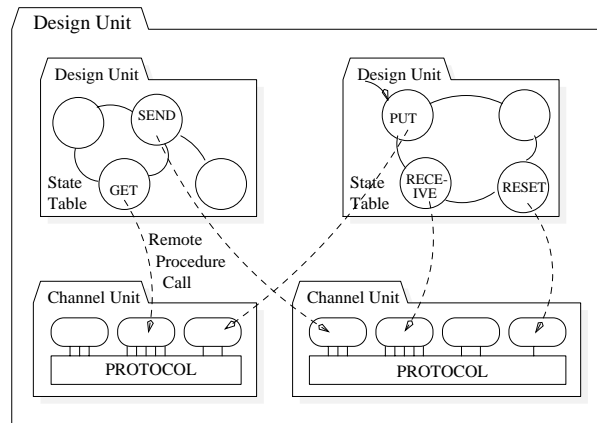 Design Unit
Design Unit
SEND
GET
State
Table
Design Unit
PUT
RECE-
IVE
RESET
State
Table
Remote
Procedure
Call
Channel Unit
PROTOCOL
Channel Unit
PROTOCOL